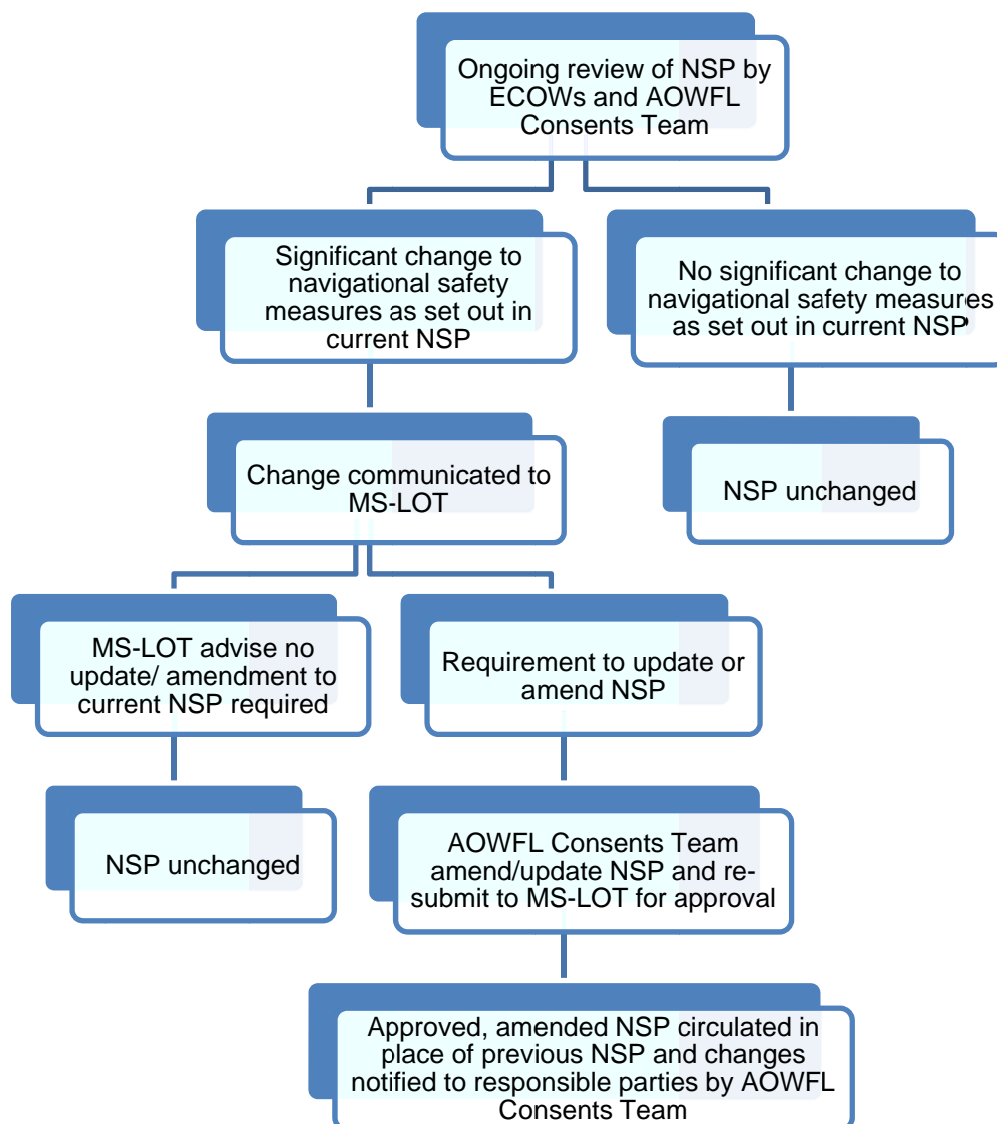 Ongoing review of NSP by
ECOWs and AOWFL
Consents Team
Significant change to
navigational safety
measures as set out in
current NSP
No significant change to
navigational safety measures
as set out in current NSP
Change communicated to
MS-LOT
NSP unchanged
MS-LOT advise no
update/ amendment to
current NSP required
Requirement to update or
amend NSP
NSP unchanged
AOWFL Consents Team
amend/update NSP and re-
submit to MS-LOT for approval
Approved, amended NSP circulated in
place of previous NSP and changes
notified to responsible parties by AOWFL
Consents Team